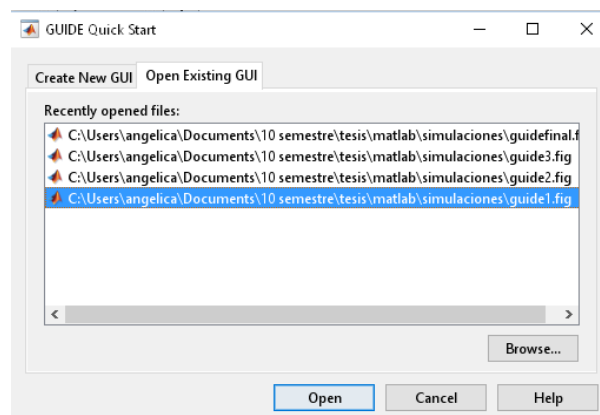 GUIDE Quick Start
Create New GUI Open Existing GUI
Recently opened files:
C:\Users\angelica\Documents\10 semestre\tesis\matlab\simulaciones\guidefinal.f
C:\Users\angelica\Documents\10 semestre\tesis\matlab\simulaciones\guide3.fig
C:\Users\angelica\Documents\10 semestre\tesis\matlab\simulaciones\guide2.fig
C:\Users\angelica\Documents\10 semestre\tesis\matlab\simulaciones\guide1.fig
Browse...
Open Cancel Help